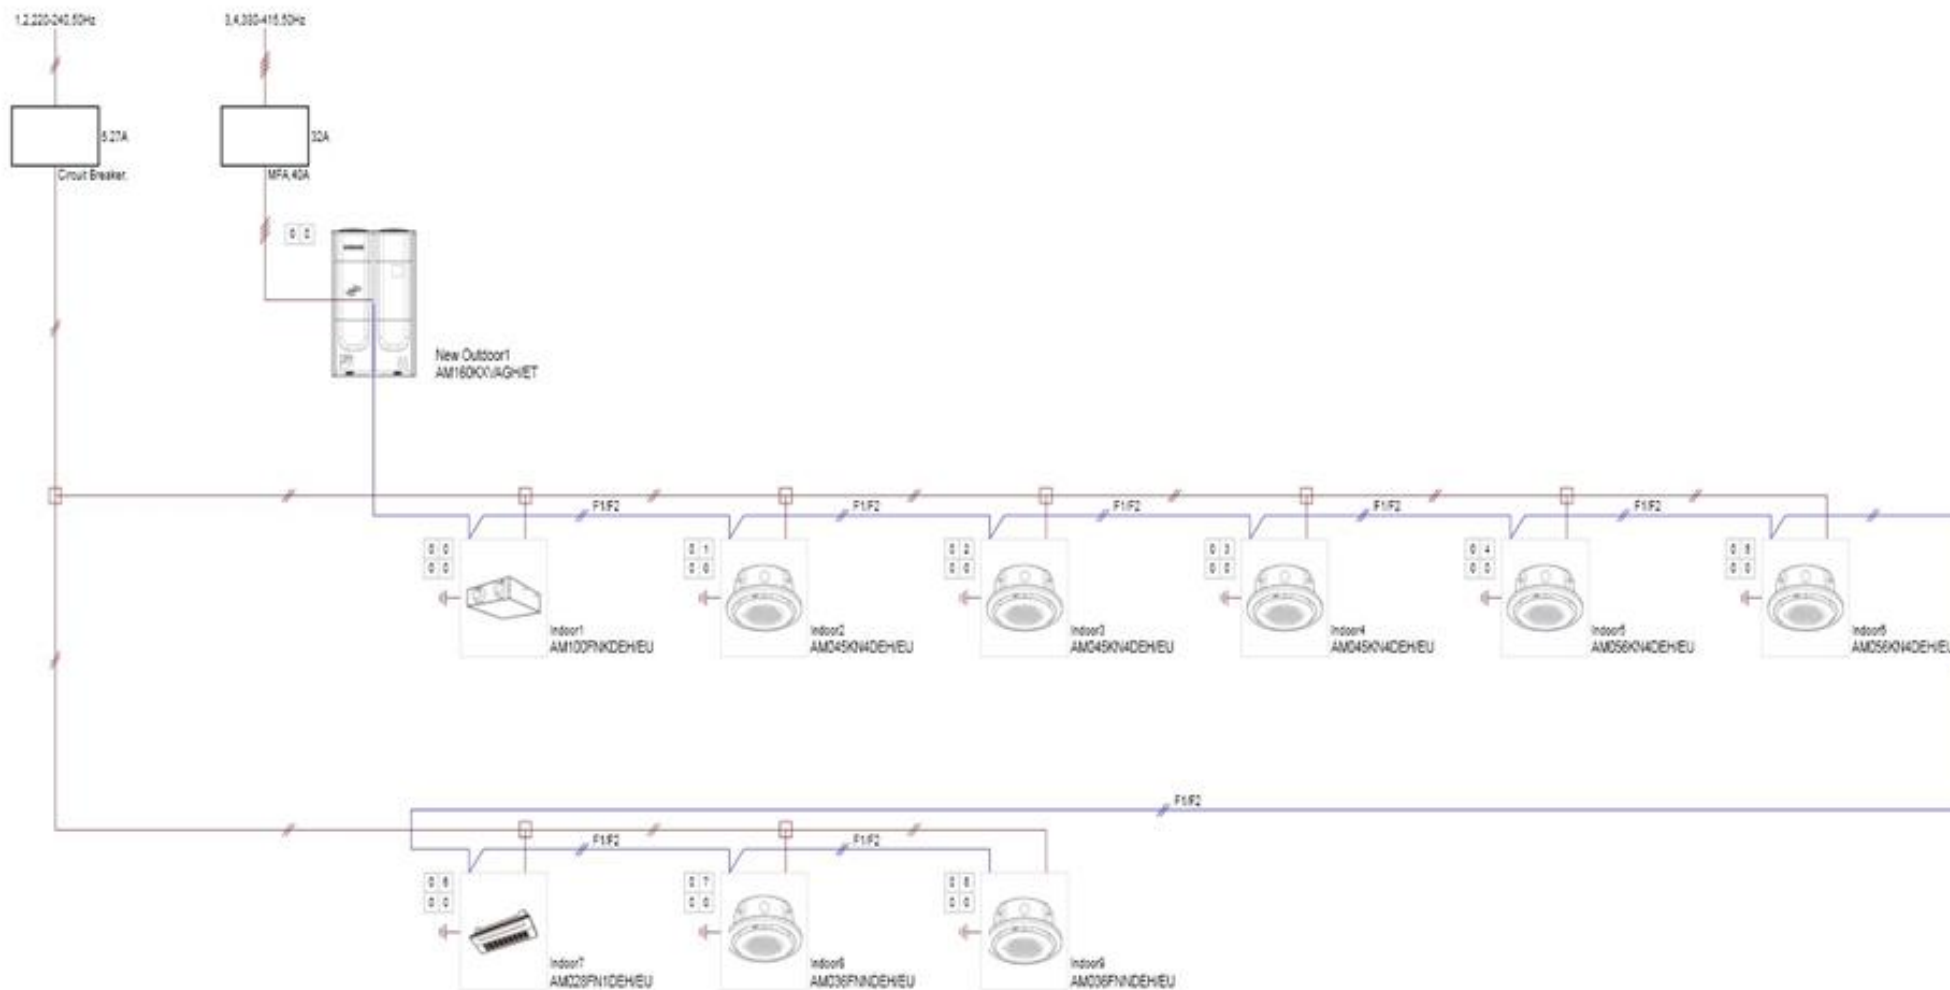 1,2,220-240,50Hz
3,4,380-415,50Hz
5.27A
32A
Circuit Breaker,
MFA,40A
0 0
New Outdoor1
AM160KXVAGH/ET
F1/F2 F1/F2 F1/F2 F1/F2 F1/F2
0 0 0 1 0 2 0 3 0 4 0 5
0 0 0 0 0 0 0 0 0 0 0 0
Indoor1 Indoor2 Indoor3 Indoor4 Indoor5 Indoor6
AM100FNKDEH/EU AM045KN4DEH/EU AM045KN4DEH/EU AM045KN4DEH/EU AM056KN4DEH/EU AM056KN4DEH/EU
F1/F2
F1/F2 F1/F2
0 6 0 7 0 8
0 0 0 0 0 0
Indoor7 Indoor8 Indoor9
AM028FN1DEH/EU AM036FNNDEH/EU AM036FNNDEH/EU